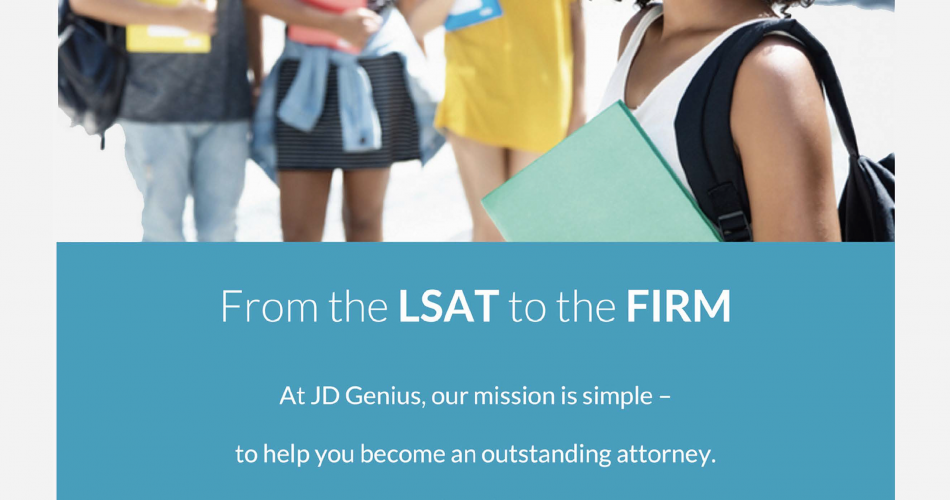 From the LSAT to the FIRM
At JD Genius, our mission is simple –
to help you become an outstanding attorney.